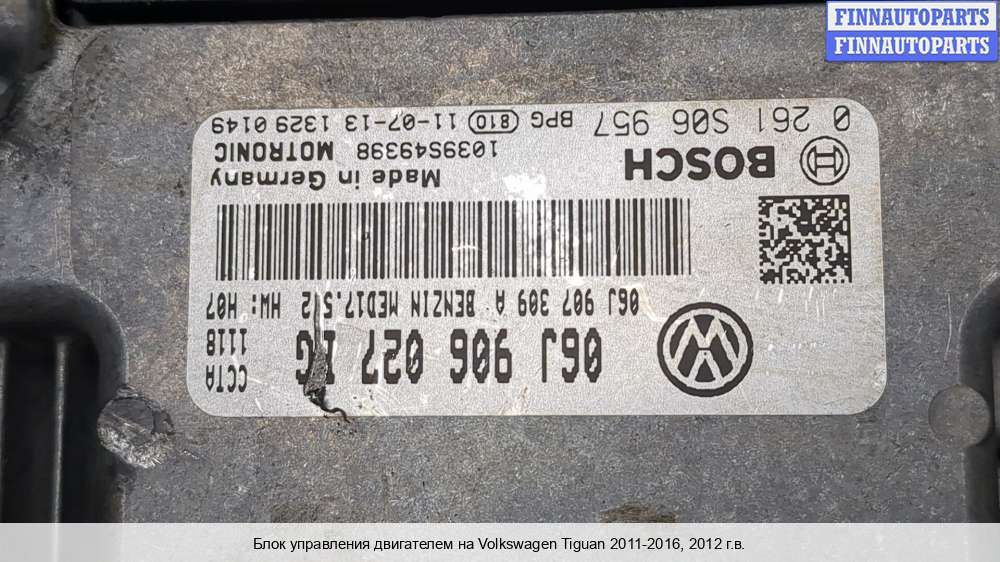 FINNAUTOPARTS
FINNAUTOPARTS
06J 906 027
CCTA
1118
06J 907 309 A BENZIN MED17.5.2 HW: H07
BOSCH
Made in Germany
1039S49398 MOTRONIC
0 261 S06 957 BPG 810 11-07-13 1329 0149
Блок управления двигателем на Volkswagen Tiguan 2011-2016, 2012 г.в.